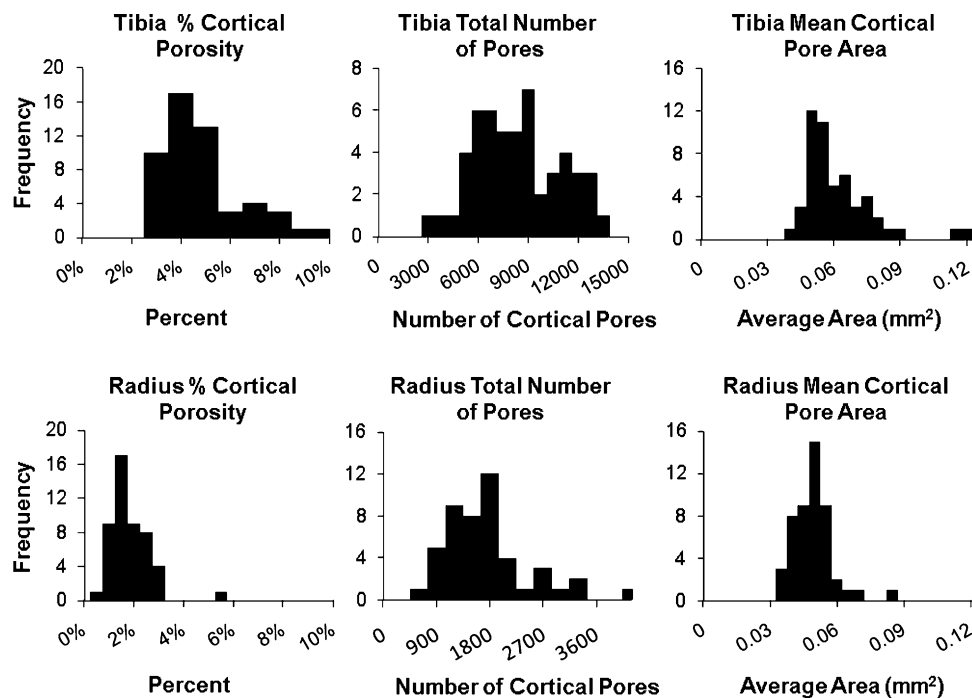 Tibia % Cortical
Porosity
Frequency
20
16
12
8
4
0
0% 2% 4% 6% 8% 10%
Percent
Tibia Total Number
of Pores
8
6
4
2
0
0 3000 6000 9000 12000 15000
Number of Cortical Pores
Tibia Mean Cortical
Pore Area
16
12
8
4
0
0 0.03 0.06 0.09 0.12
Average Area (mm²)
Radius % Cortical
Porosity
Frequency
20
16
12
8
4
0
0% 2% 4% 6% 8% 10%
Percent
Radius Total Number
of Pores
16
12
8
4
0
0 900 1800 2700 3600
Number of Cortical Pores
Radius Mean Cortical
Pore Area
16
12
8
4
0
0 0.03 0.06 0.09 0.12
Average Area (mm²)